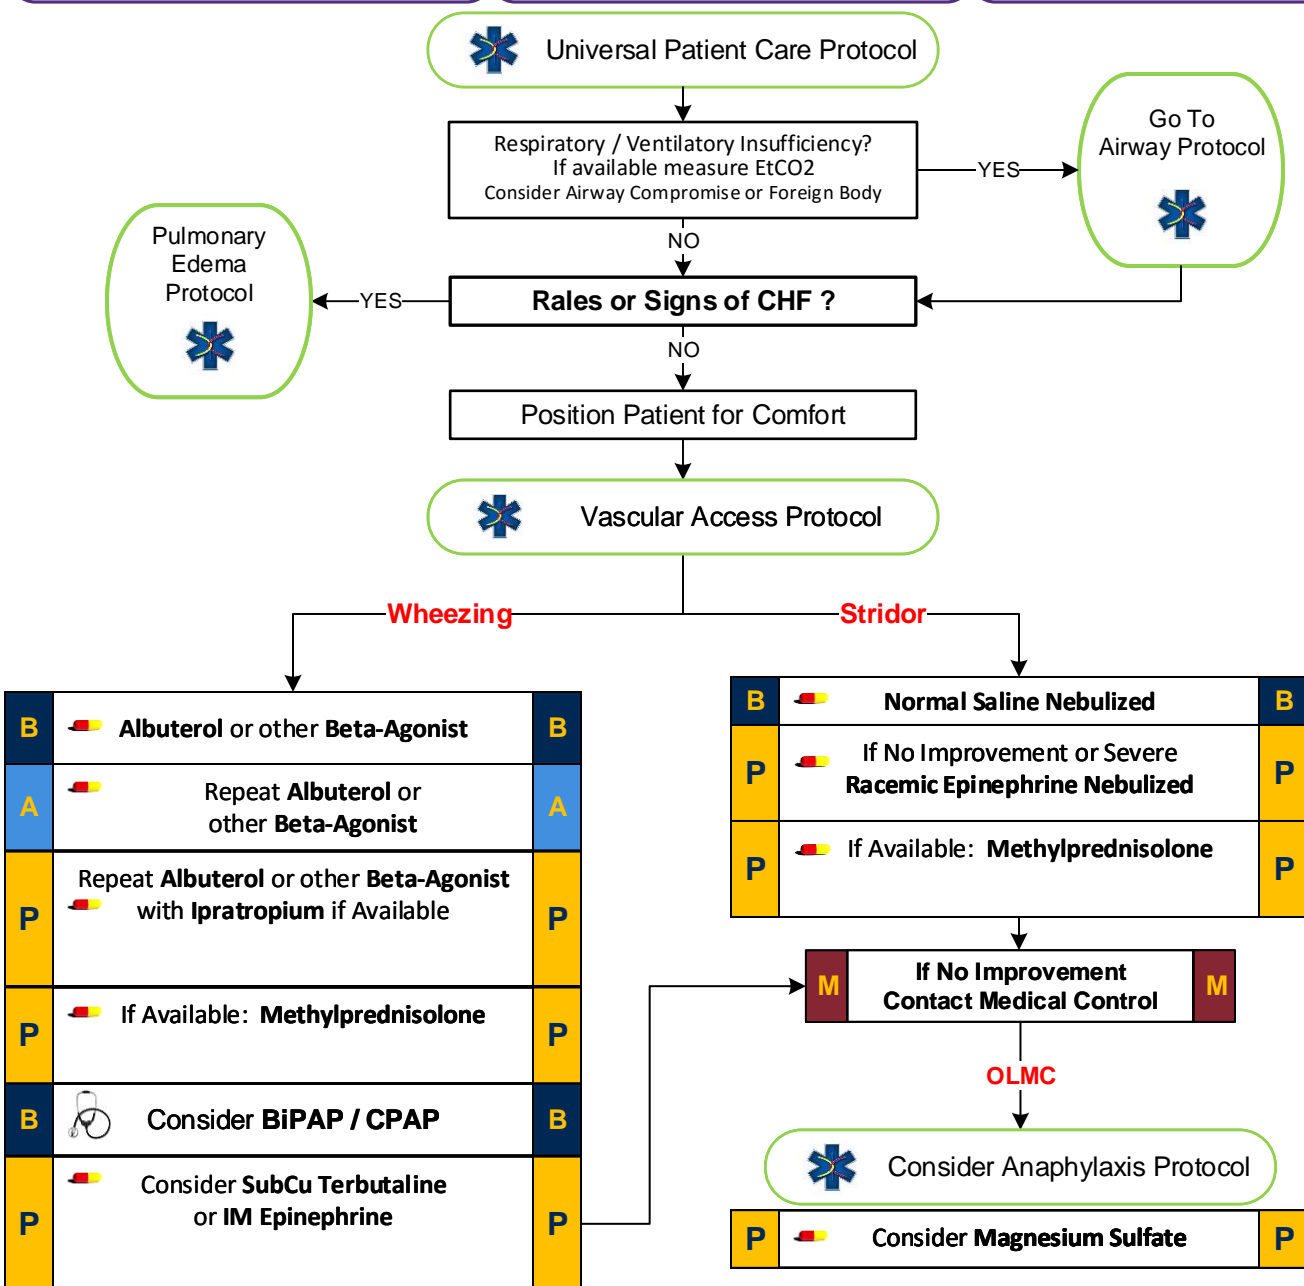 Universal Patient Care Protocol
Respiratory / Ventilatory Insufficiency?
If available measure EtCO2
Consider Airway Compromise or Foreign Body
YES
Go To
Airway Protocol
NO
Pulmonary
Edema
Protocol
YES
Rales or Signs of CHF ?
NO
Position Patient for Comfort
Vascular Access Protocol
Wheezing
Stridor
B Albuterol or other Beta-Agonist B
A Repeat Albuterol or A
other Beta-Agonist
Repeat Albuterol or other Beta-Agonist
P with Ipratropium if Available P
P If Available: Methylprednisolone P
B Consider BiPAP / CPAP B
Consider SubCu Terbutaline
P or IM Epinephrine P
B Normal Saline Nebulized B
If No Improvement or Severe
P Racemic Epinephrine Nebulized P
P If Available: Methylprednisolone P
If No Improvement
M Contact Medical Control M
OLMC
Consider Anaphylaxis Protocol
P Consider Magnesium Sulfate P